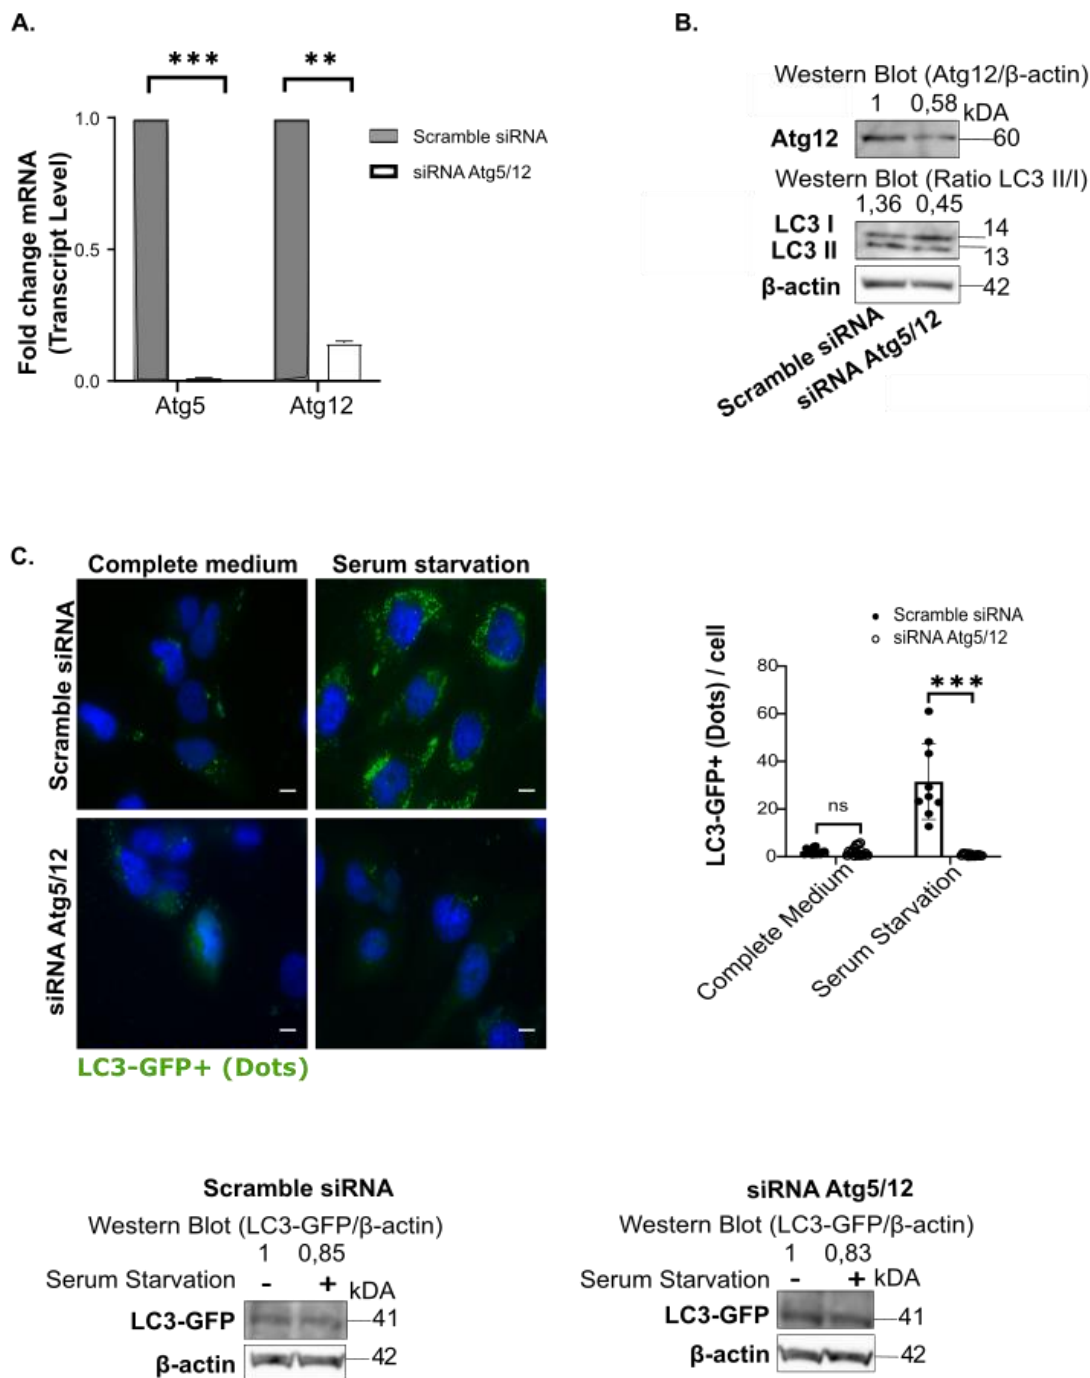 A.
***
**
1.0
0.5
0.0
Fold change mRNA
(Transcript Level)
Atg5
Atg12
Scramble siRNA
siRNA Atg5/12
B.
Western Blot (Atg12/β-actin)
1 0,58 kDA
Atg12 60
Western Blot (Ratio LC3 II/I)
1,36 0,45
LC3 I 14
LC3 II 13
β-actin 42
Scramble siRNA
siRNA Atg5/12
C.
Complete medium Serum starvation
Scramble siRNA
siRNA Atg5/12
LC3-GFP+ (Dots)
Scramble siRNA
siRNA Atg5/12
LC3-GFP+ (Dots) / cell
80
60
40
20
0
ns
***
Complete Medium
Serum Starvation
Scramble siRNA
Western Blot (LC3-GFP/β-actin)
1 0,85
Serum Starvation - + kDA
LC3-GFP 41
β-actin 42
siRNA Atg5/12
Western Blot (LC3-GFP/β-actin)
1 0,83
Serum Starvation - + kDA
LC3-GFP 41
β-actin 42